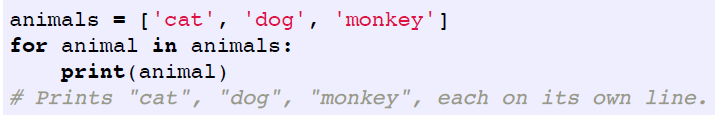 animals = ['cat', 'dog', 'monkey']
for animal in animals:
    print(animal)
# Prints "cat", "dog", "monkey", each on its own line.